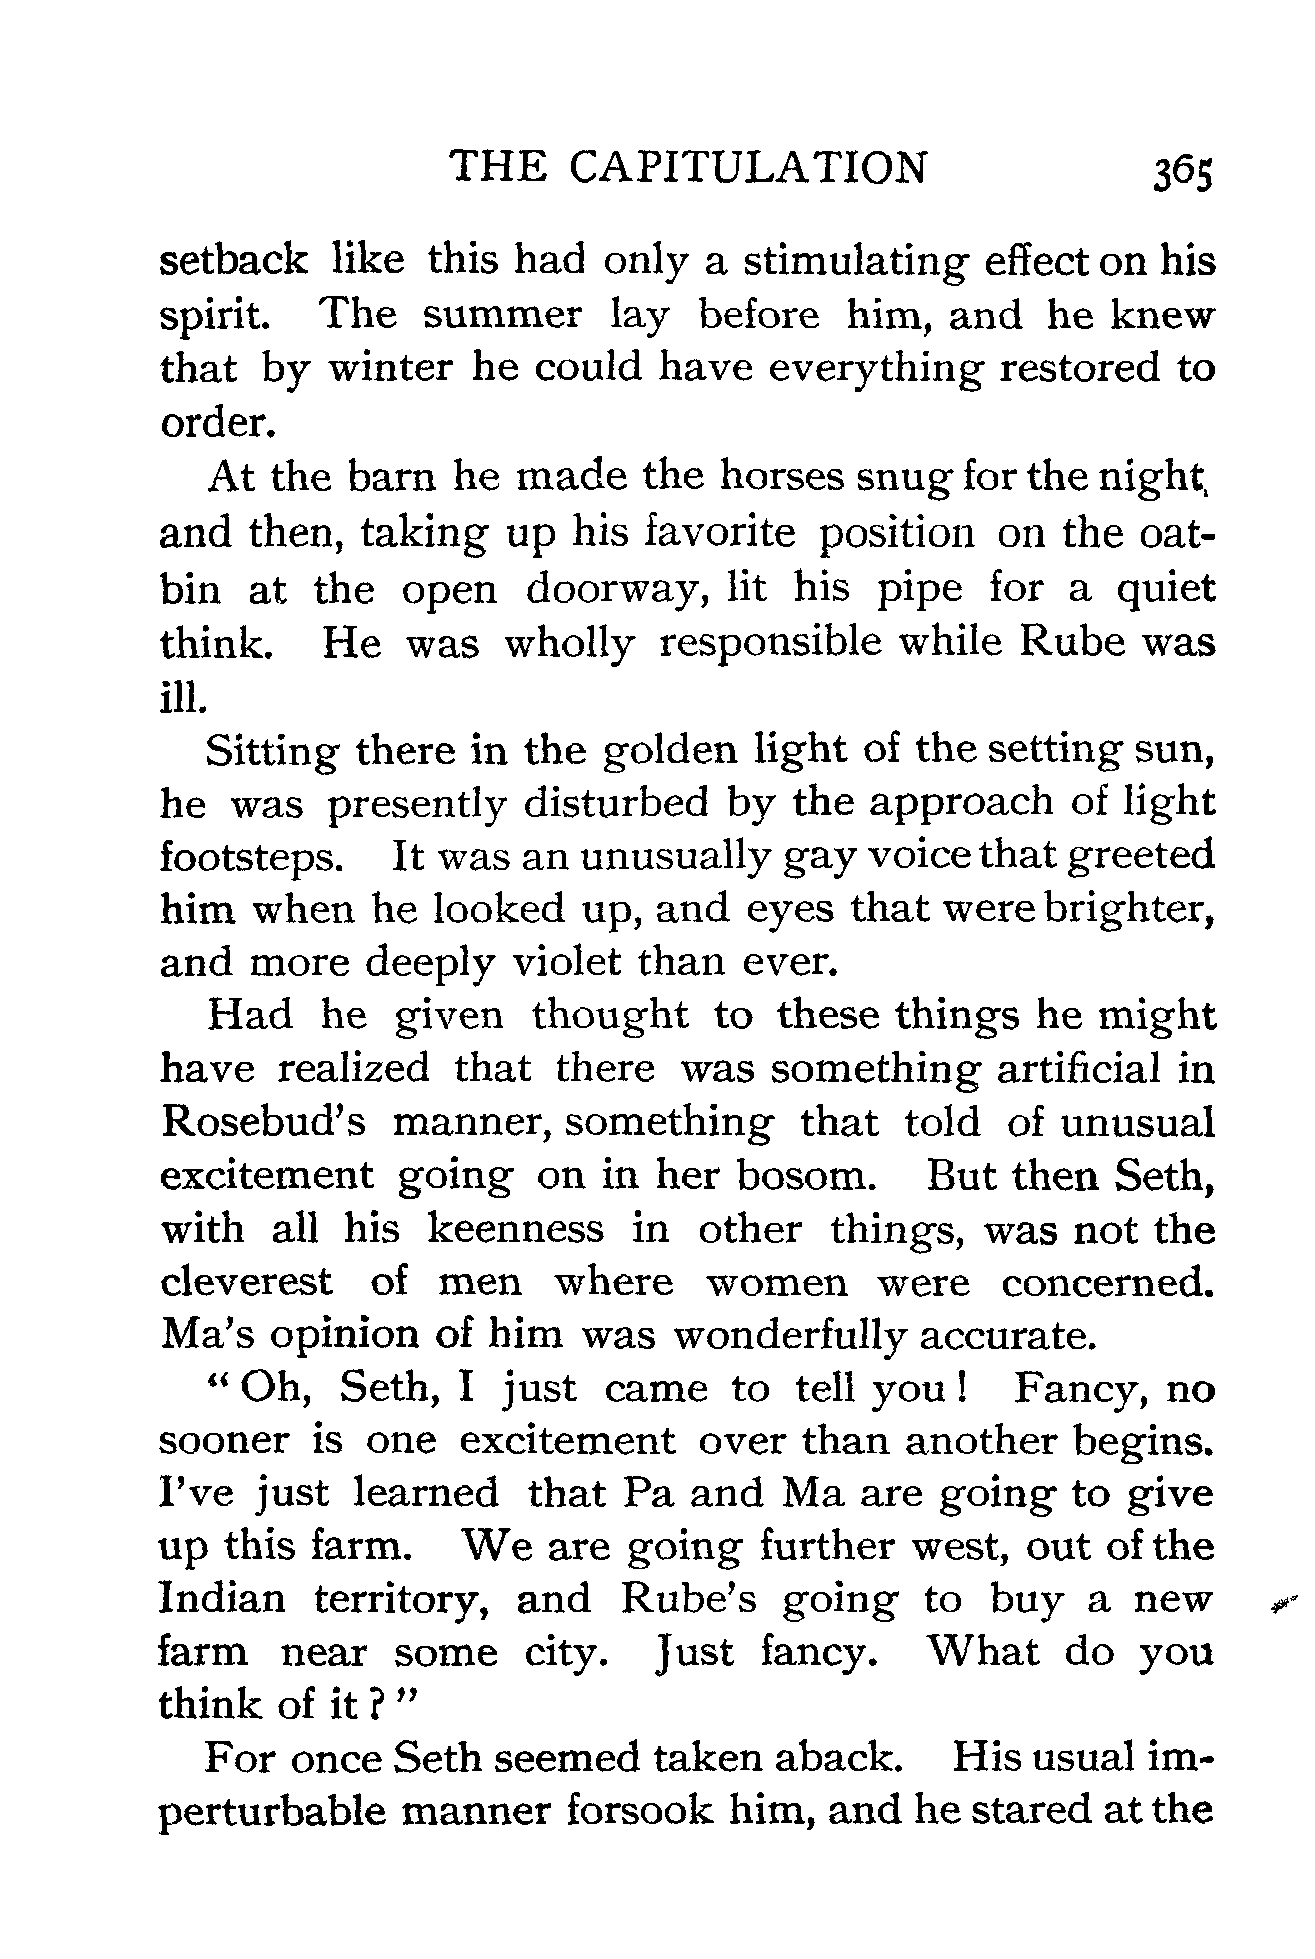 THE CAPITULATION 365
setback like this had only a stimulating effect on his
spirit. The summer lay before him, and he knew
that by winter he could have everything restored to
order.
At the barn he made the horses snug for the night,
and then, taking up his favorite position on the oat-
bin at the open doorway, lit his pipe for a quiet
think. He was wholly responsible while Rube was
ill.
Sitting there in the golden light of the setting sun,
he was presently disturbed by the approach of light
footsteps. It was an unusually gay voice that greeted
him when he looked up, and eyes that were brighter,
and more deeply violet than ever.
Had he given thought to these things he might
have realized that there was something artificial in
Rosebud's manner, something that told of unusual
excitement going on in her bosom. But then Seth,
with all his keenness in other things, was not the
cleverest of men where women were concerned.
Ma's opinion of him was wonderfully accurate.
"Oh, Seth, I just came to tell you! Fancy, no
sooner is one excitement over than another begins.
I've just learned that Pa and Ma are going to give
up this farm. We are going further west, out of the
Indian territory, and Rube's going to buy a new
farm near some city. Just fancy. What do you
think of it?"
For once Seth seemed taken aback. His usual im-
perturbable manner forsook him, and he stared at the